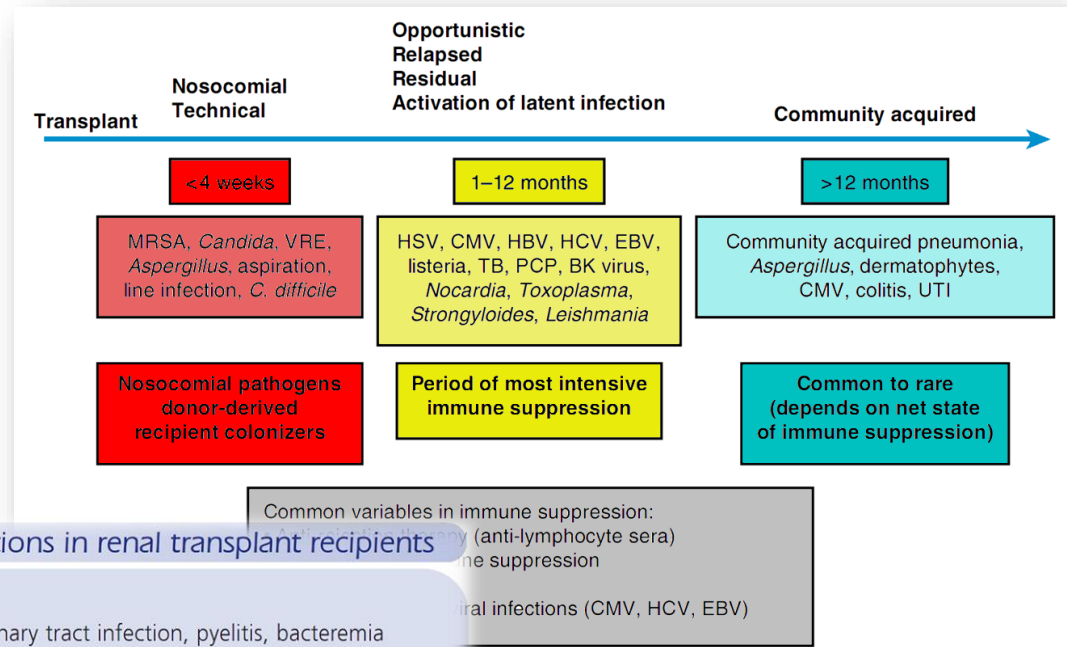 Opportunistic
Relapsed
Residual
Activation of latent infection
Nosocomial
Technical
Community acquired
Transplant
<4 weeks
1–12 months
>12 months
MRSA, Candida, VRE,
Aspergillus, aspiration,
line infection, C. difficile
HSV, CMV, HBV, HCV, EBV,
listeria, TB, PCP, BK virus,
Nocardia, Toxoplasma,
Strongyloides, Leishmania
Community acquired pneumonia,
Aspergillus, dermatophytes,
CMV, colitis, UTI
Nosocomial pathogens
donor-derived
recipient colonizers
Period of most intensive
immune suppression
Common to rare
(depends on net state
of immune suppression)
Common variables in immune suppression:
(anti-lymphocyte sera)
suppression
infections (CMV, HCV, EBV)
in renal transplant recipients
tract infection, pyelitis, bacteremia